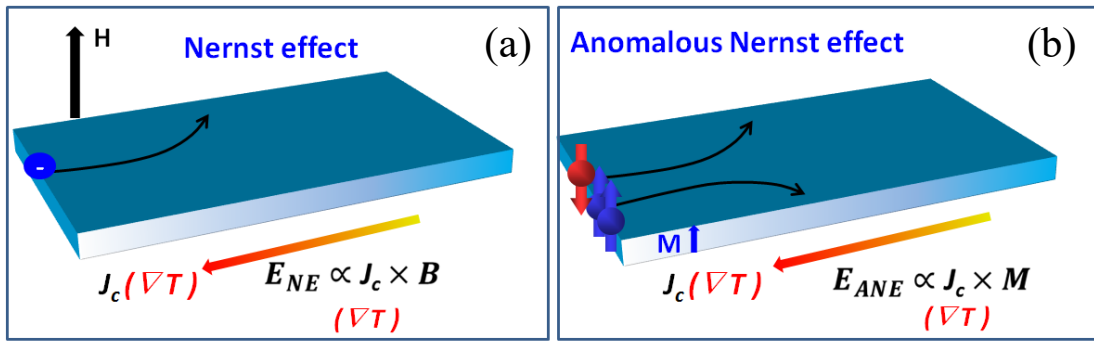 H
Nernst effect
(a)
-
J_c(∇T)
E_NE ∝ J_c × B
(∇T)
Anomalous Nernst effect
(b)
M
J_c(∇T)
E_ANE ∝ J_c × M
(∇T)